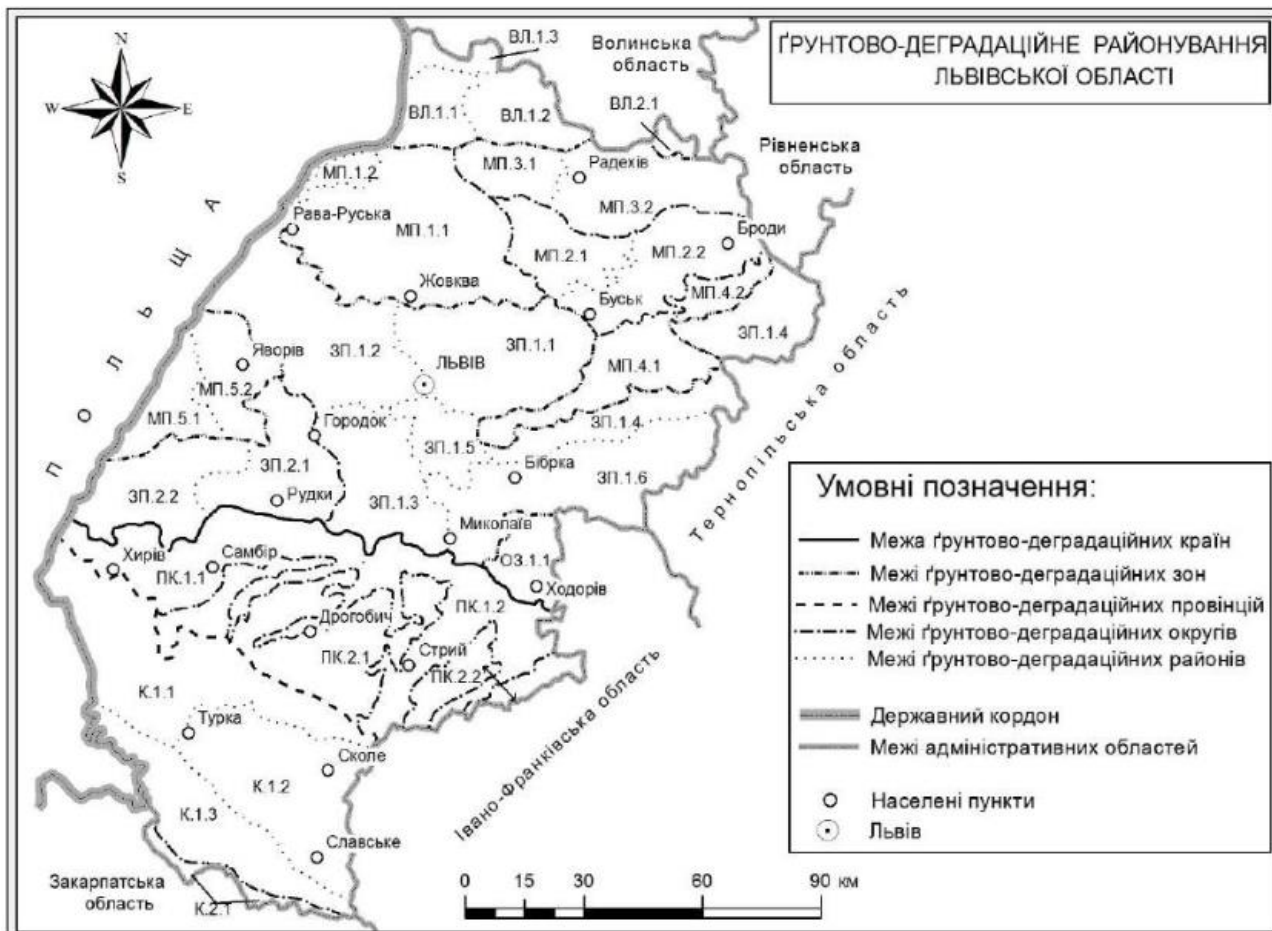 ҐРУНТОВО-ДЕГРАДАЦІЙНЕ РАЙОНУВАННЯ
ЛЬВІВСЬКОЇ ОБЛАСТІ
N
W
E
S
ВЛ.1.3
Волинська
область
ВЛ.1.1
ВЛ.1.2
ВЛ.2.1
Рівненська
область
МП.1.2
МП.3.1
Радехів
Рава-Руська
МП.3.2
МП.1.1
Броди
МП.2.1
МП.2.2
Жовква
Буськ
МП.4.2
ПОЛЬЩА
ЗП.1.4
Яворів
ЗП.1.2
ЗП.1.1
ЛЬВІВ
МП.4.1
МП.5.2
МП.5.1
Городок
ЗП.1.4
ЗП.1.5
ЗП.2.1
Бібрка
ЗП.1.6
ЗП.2.2
Рудки
ЗП.1.3
Тернопільська область
Миколаїв
Хирів
Самбір
ОЗ.1.1
ПК.1.1
Ходорів
ПК.1.2
Дрогобич
ПК.2.1
Стрий
ПК.2.2
К.1.1
Турка
Сколе
К.1.2
К.1.3
Івано-Франківська область
Славське
Закарпатська
область
К.2.1
0 15 30 60 90 км
Умовні позначення:
Межа ґрунтово-деградаційних країн
Межі ґрунтово-деградаційних зон
Межі ґрунтово-деградаційних провінцій
Межі ґрунтово-деградаційних округів
Межі ґрунтово-деградаційних районів
Державний кордон
Межі адміністративних областей
Населені пункти
Львів